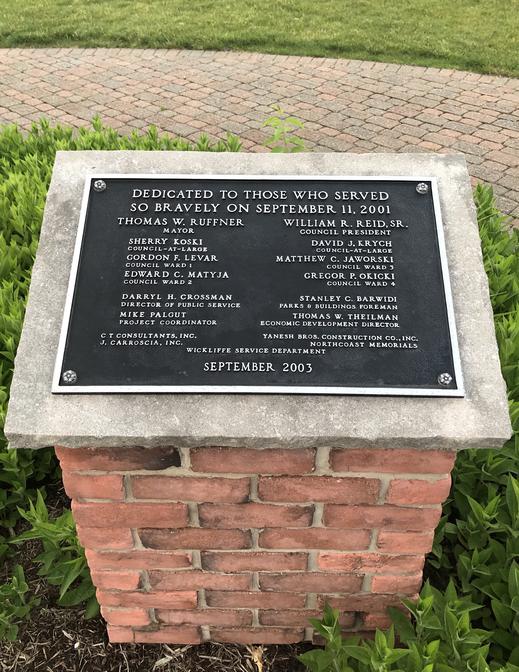 DEDICATED TO THOSE WHO SERVED
SO BRAVELY ON SEPTEMBER 11, 2001
THOMAS W. RUFFNER
MAYOR
WILLIAM R. REID, SR.
COUNCIL PRESIDENT
SHERRY KOSKI
COUNCIL-AT-LARGE
DAVID J. KRYCH
COUNCIL-AT-LARGE
GORDON F. LEVAR
COUNCIL WARD 1
MATTHEW C. JAWORSKI
COUNCIL WARD 3
EDWARD C. MATYJA
COUNCIL WARD 2
GREGOR P. OKICKI
COUNCIL WARD 4
DARRYL H. CROSSMAN
DIRECTOR OF PUBLIC SERVICE
STANLEY C. BARWIDI
PARKS & BUILDINGS FOREMAN
MIKE PALGUT
PROJECT COORDINATOR
THOMAS W. THEILMAN
ECONOMIC DEVELOPMENT DIRECTOR
C T CONSULTANTS, INC.
J. CARROSCIA, INC.
YANESH BROS. CONSTRUCTION CO., INC.
NORTHCOAST MEMORIALS
WICKLIFFE SERVICE DEPARTMENT
SEPTEMBER 2003